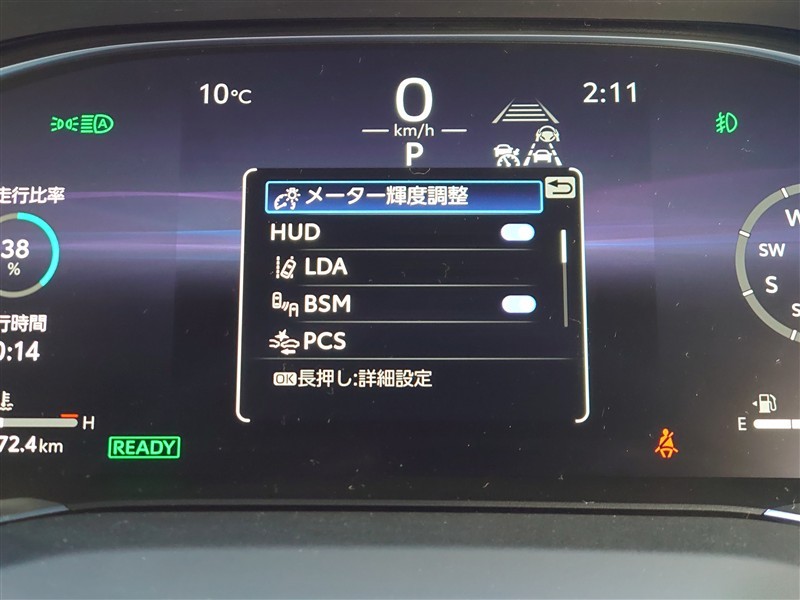 10℃
0
km/h
P
2:11
A
走行比率
38
%
行時間
0:14
H
72.4km
READY
メーター輝度調整
HUD
LDA
BSM
PCS
OK長押し:詳細設定
W
SW
S
E